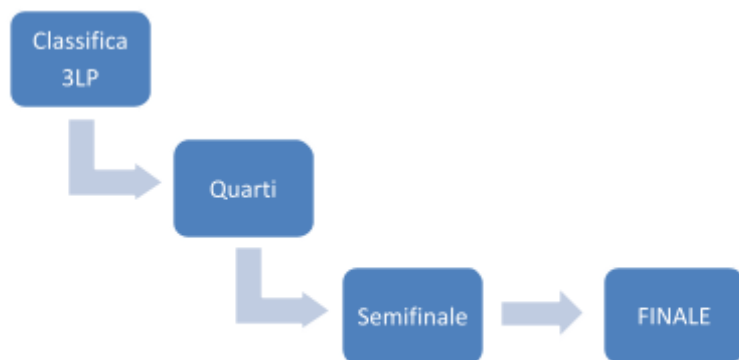 Classifica
3LP
Quarti
Semifinale
FINALE